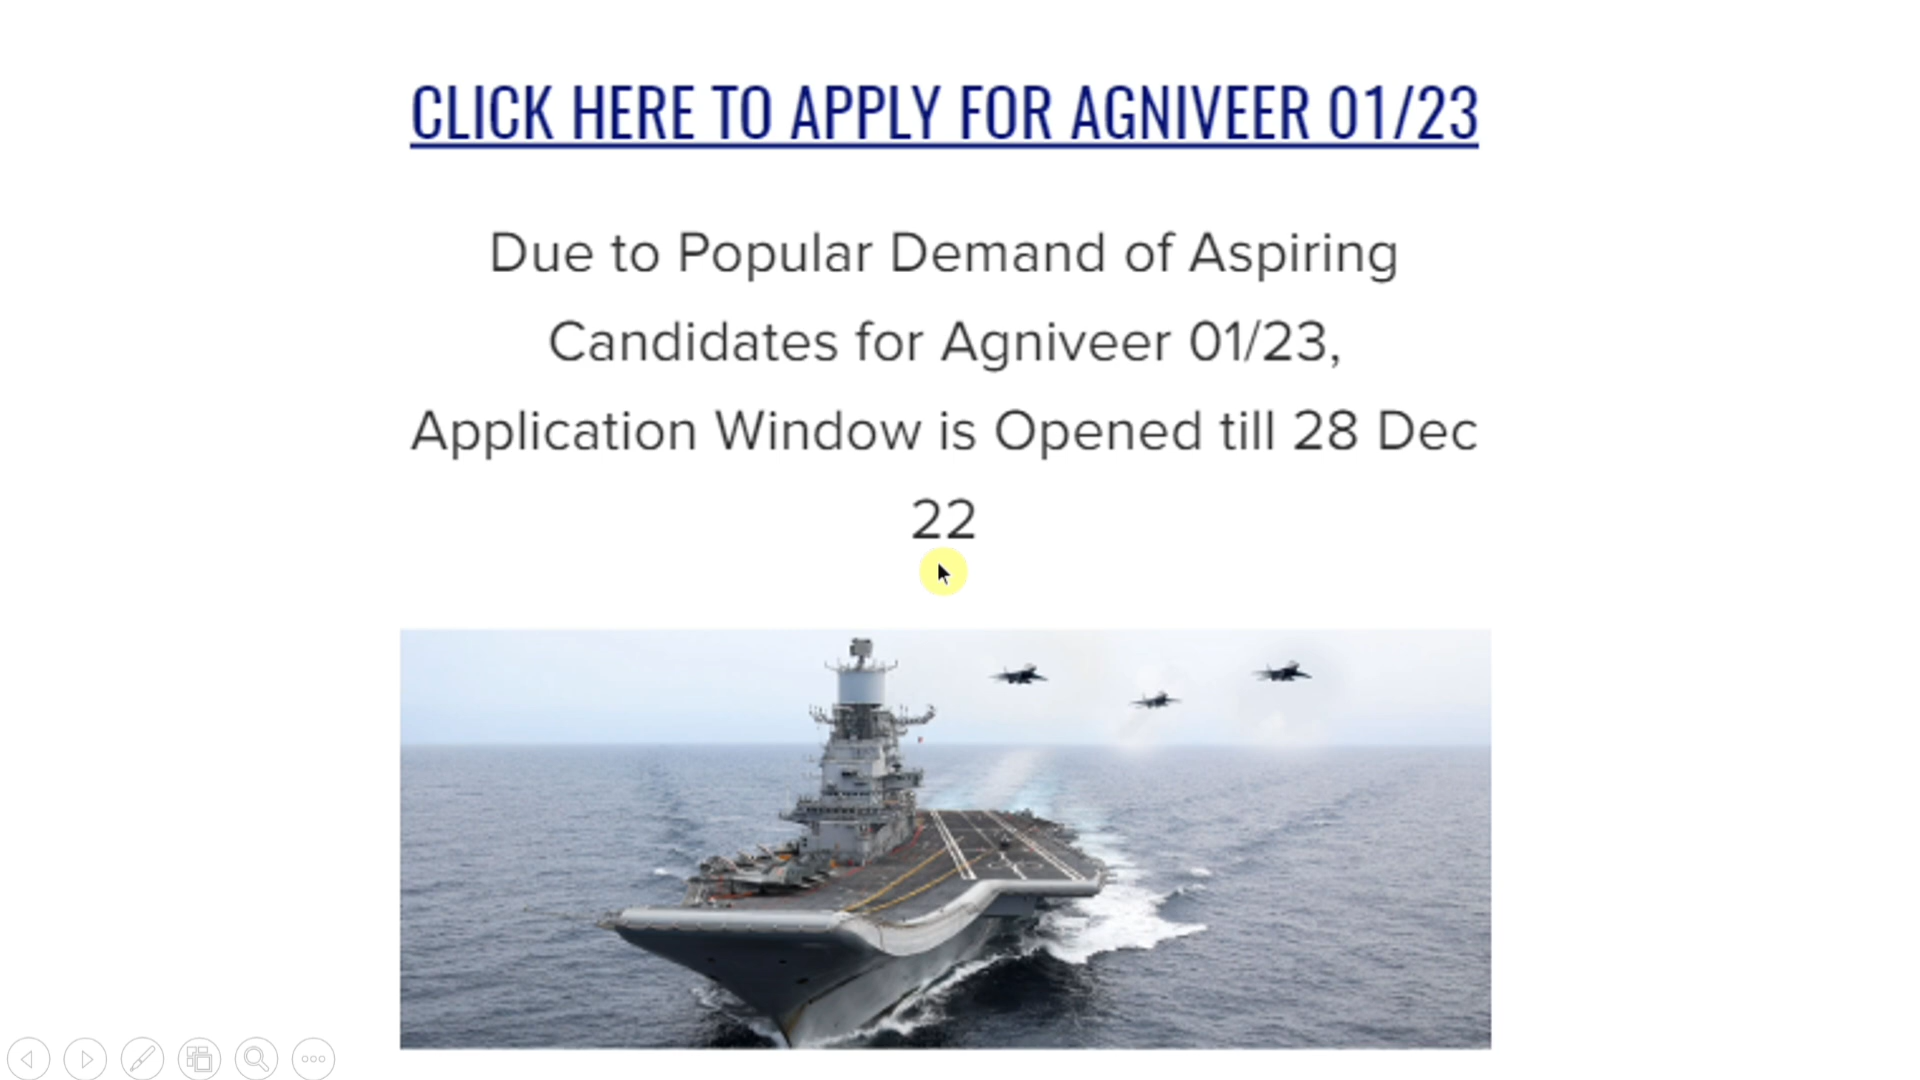 CLICK HERE TO APPLY FOR AGNIVEER 01/23
Due to Popular Demand of Aspiring
Candidates for Agniveer 01/23,
Application Window is Opened till 28 Dec
22